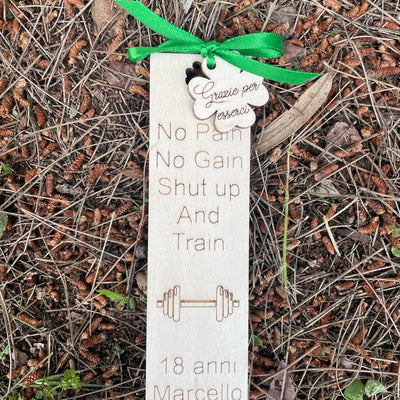 Grazie per
esserci
No Pain
No Gain
Shut up
And
Train
18 anni
Marcello